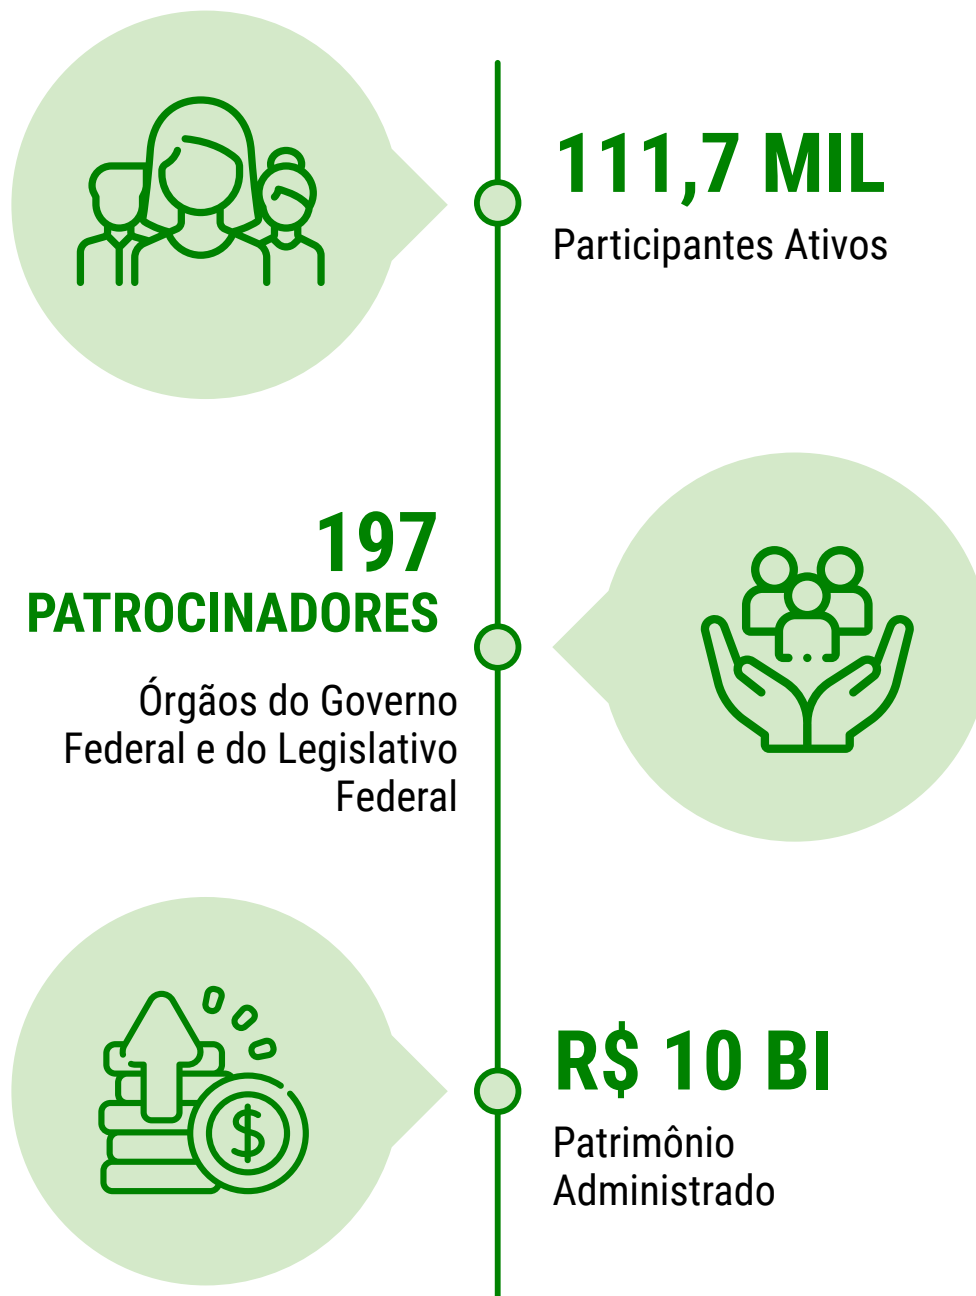 111,7 MIL
Participantes Ativos
197
PATROCINADORES
Órgãos do Governo
Federal e do Legislativo
Federal
R$ 10 BI
Patrimônio
Administrado